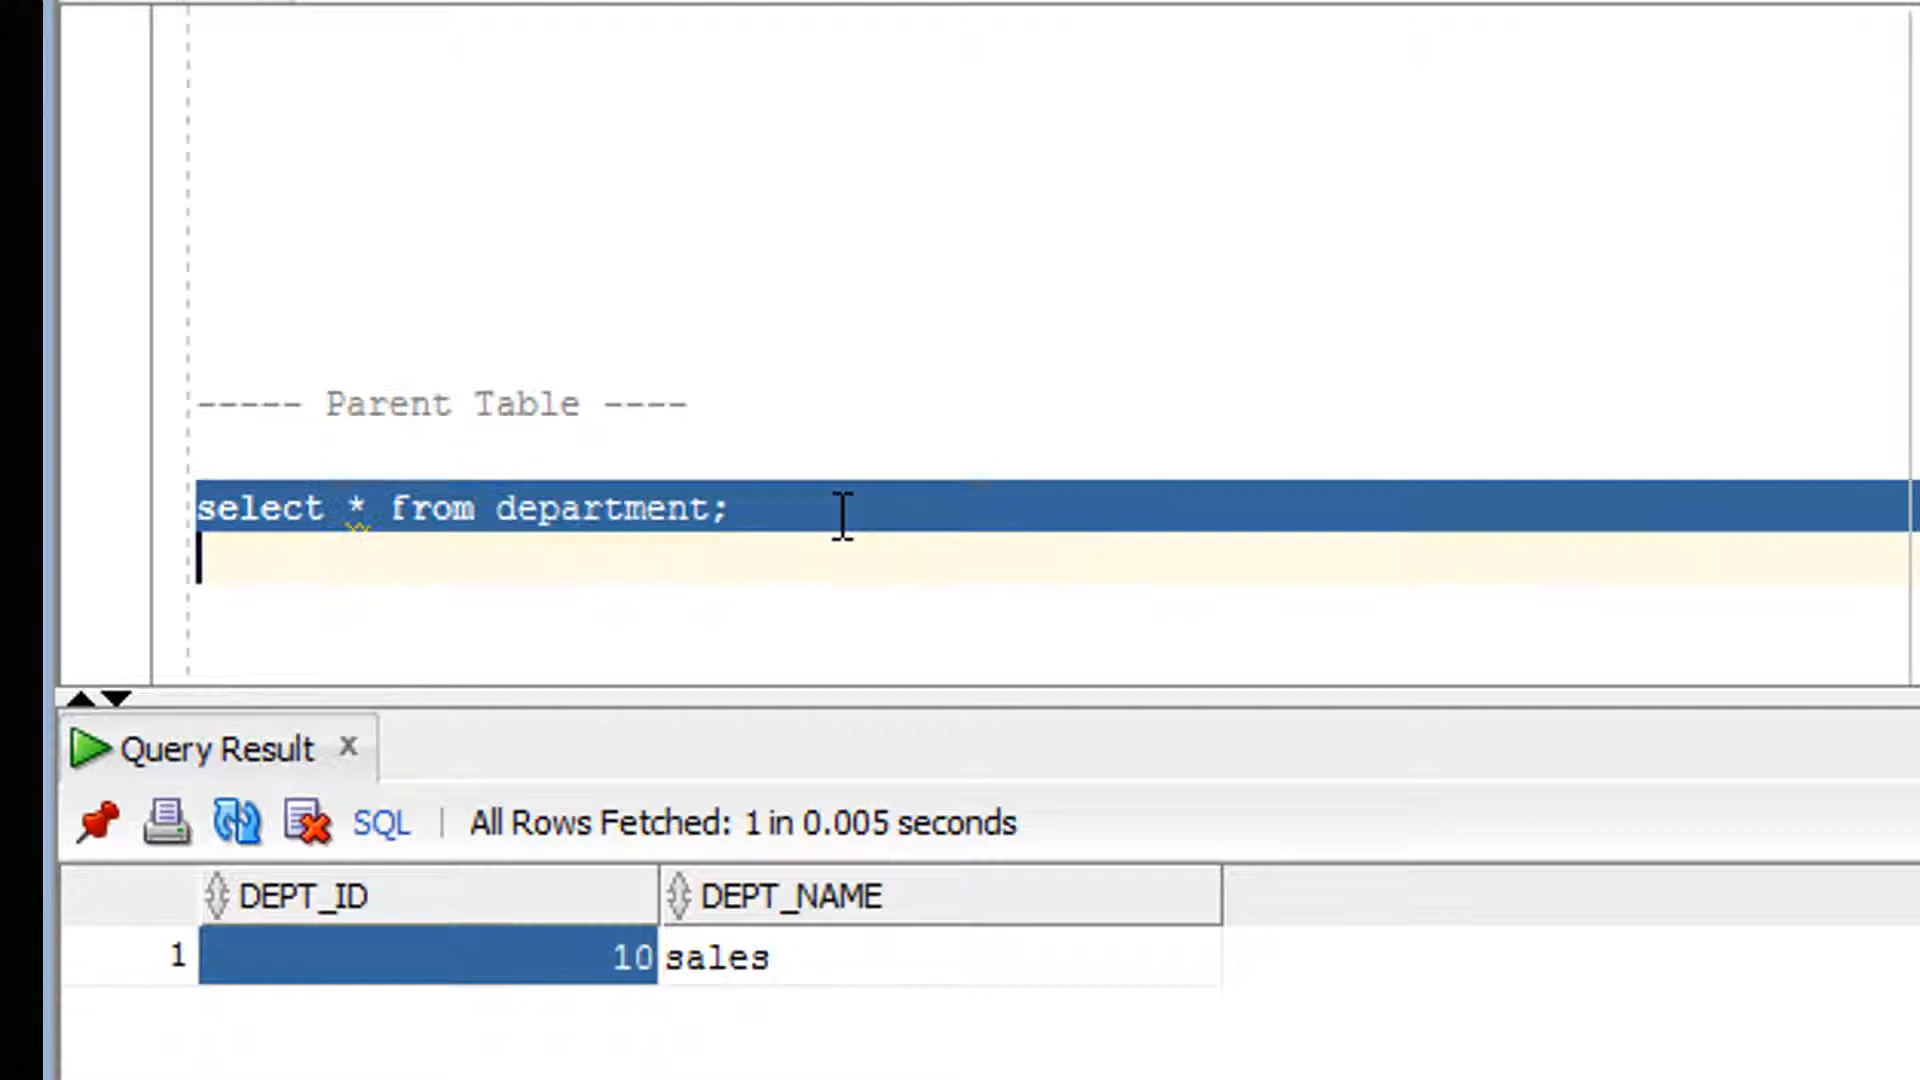 ----- Parent Table ----
select * from department;
Query Result x
SQL | All Rows Fetched: 1 in 0.005 seconds
DEPT_ID DEPT_NAME
1 10 sales